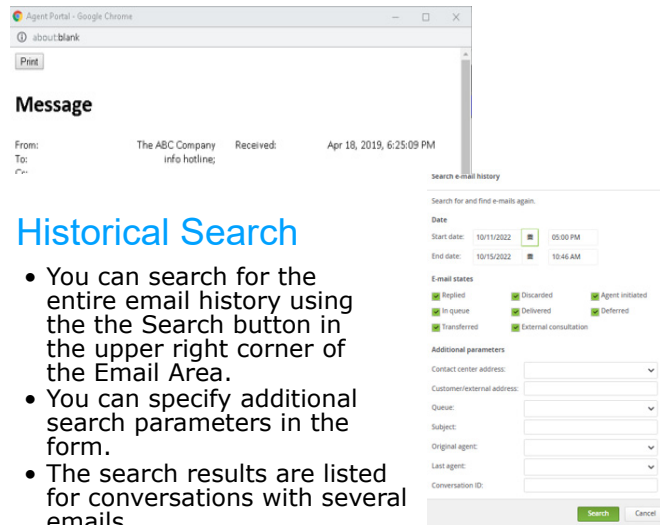 Agent Portal - Google Chrome
about:blank
Print
Message
From: The ABC Company Received: Apr 18, 2019, 6:25:09 PM
To: info hotline;
Cc:
Search e-mail history
Search for and find e-mails again.
Date
Start date: 10/11/2022 05:00 PM
End date: 10/15/2022 10:46 AM
E-mail states
Replied Discarded Agent initiated
In queue Delivered Deferred
Transferred External consultation
Additional parameters
Contact center address:
Customer/external address:
Queue:
Subject:
Original agent:
Last agent:
Conversation ID:
Search Cancel
Historical Search
• You can search for the
entire email history using
the the Search button in
the upper right corner of
the Email Area.
• You can specify additional
search parameters in the
form.
• The search results are listed
for conversations with several
emails